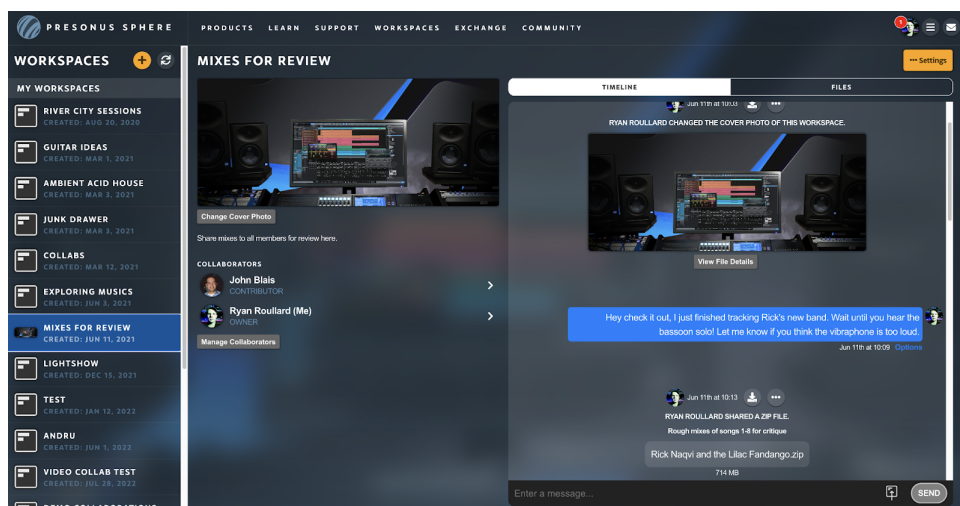 PRESONUS SPHERE
PRODUCTS LEARN SUPPORT WORKSPACES EXCHANGE COMMUNITY
1
WORKSPACES
MY WORKSPACES
RIVER CITY SESSIONS
CREATED: AUG 20, 2020
GUITAR IDEAS
CREATED: MAR 1, 2021
AMBIENT ACID HOUSE
CREATED: MAR 3, 2021
JUNK DRAWER
CREATED: MAR 3, 2021
COLLABS
CREATED: MAR 12, 2021
EXPLORING MUSICS
CREATED: JUN 3, 2021
MIXES FOR REVIEW
CREATED: JUN 11, 2021
LIGHTSHOW
CREATED: DEC 15, 2021
TEST
CREATED: JAN 12, 2022
ANDRU
CREATED: JUN 1, 2022
VIDEO COLLAB TEST
CREATED: JUL 28, 2022
MIXES FOR REVIEW
••• Settings
Change Cover Photo
Share mixes to all members for review here.
COLLABORATORS
John Blais
CONTRIBUTOR
Ryan Roullard (Me)
OWNER
Manage Collaborators
TIMELINE
FILES
Jun 11th at 10:03
RYAN ROULLARD CHANGED THE COVER PHOTO OF THIS WORKSPACE.
View File Details
Hey check it out, I just finished tracking Rick's new band. Wait until you hear the
bassoon solo! Let me know if you think the vibraphone is too loud.
Jun 11th at 10:09 Options
Jun 11th at 10:13
RYAN ROULLARD SHARED A ZIP FILE.
Rough mixes of songs 1-8 for critique
Rick Naqvi and the Lilac Fandango.zip
714 MB
Enter a message...
SEND